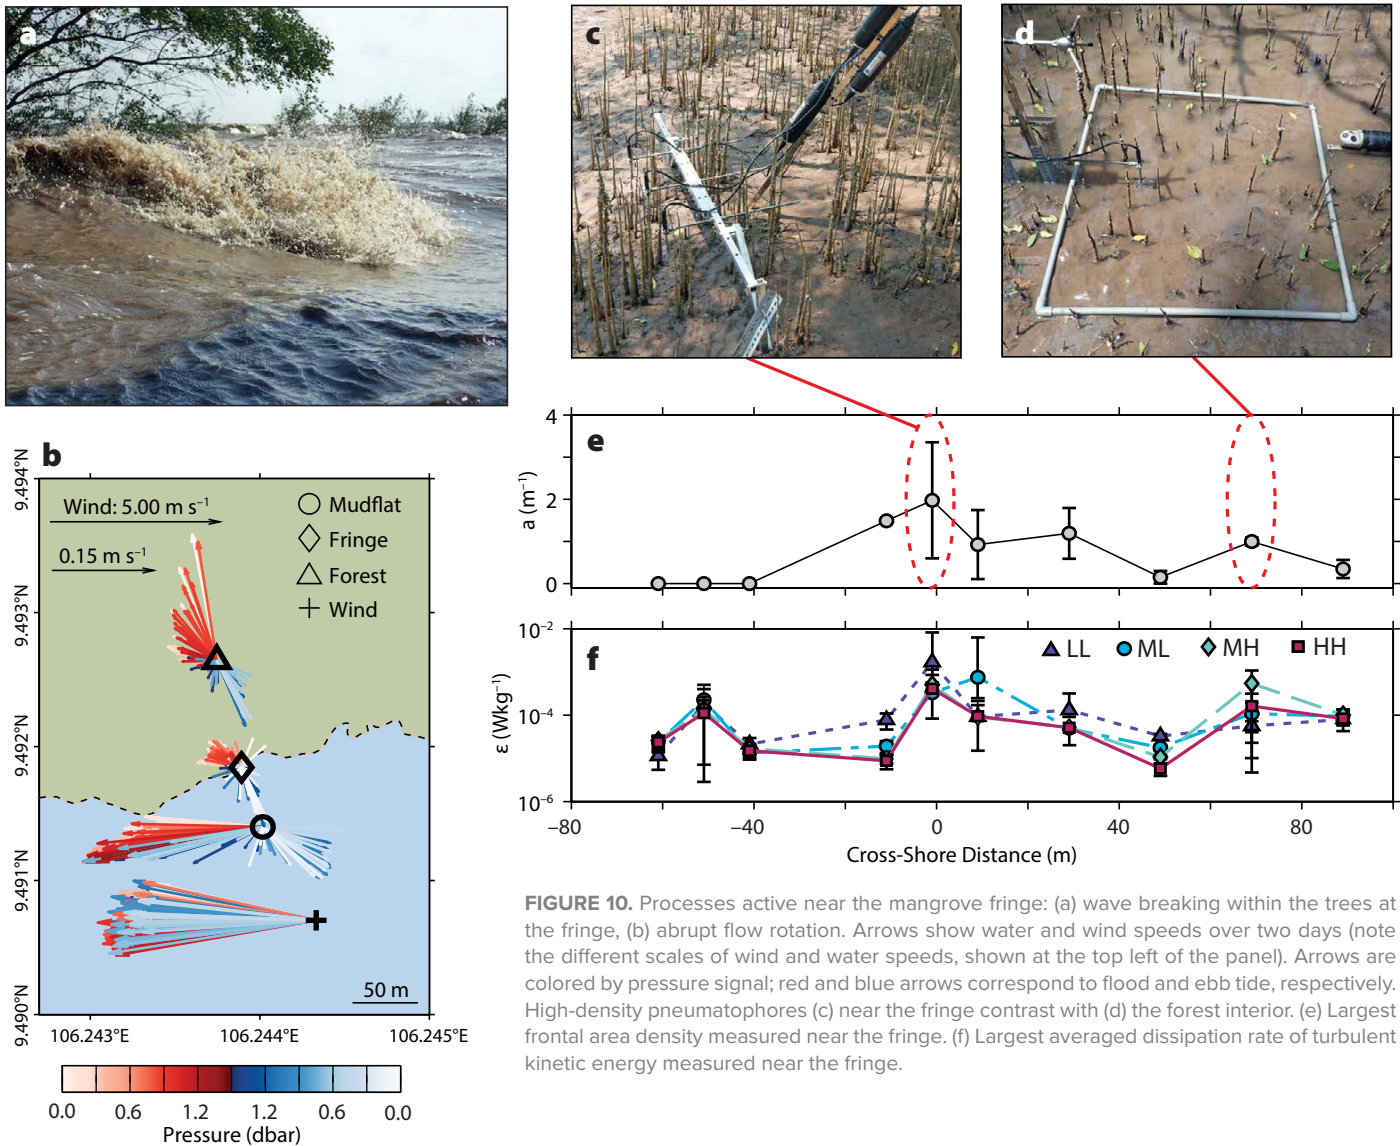 a
c
d
b
9.494°N
9.493°N
9.492°N
9.491°N
9.490°N
Wind: 5.00 m s⁻¹
0.15 m s⁻¹
Mudflat
Fringe
Forest
Wind
50 m
106.243°E
106.244°E
106.245°E
0.0
0.6
1.2
1.2
0.6
0.0
Pressure (dbar)
e
a (m⁻¹)
4
2
0
f
LL
ML
MH
HH
ε (Wkg⁻¹)
10⁻²
10⁻⁴
10⁻⁶
−80
−40
0
40
80
Cross-Shore Distance (m)
FIGURE 10. Processes active near the mangrove fringe: (a) wave breaking within the trees at
the fringe, (b) abrupt flow rotation. Arrows show water and wind speeds over two days (note
the different scales of wind and water speeds, shown at the top left of the panel). Arrows are
colored by pressure signal; red and blue arrows correspond to flood and ebb tide, respectively.
High-density pneumatophores (c) near the fringe contrast with (d) the forest interior. (e) Largest
frontal area density measured near the fringe. (f) Largest averaged dissipation rate of turbulent
kinetic energy measured near the fringe.